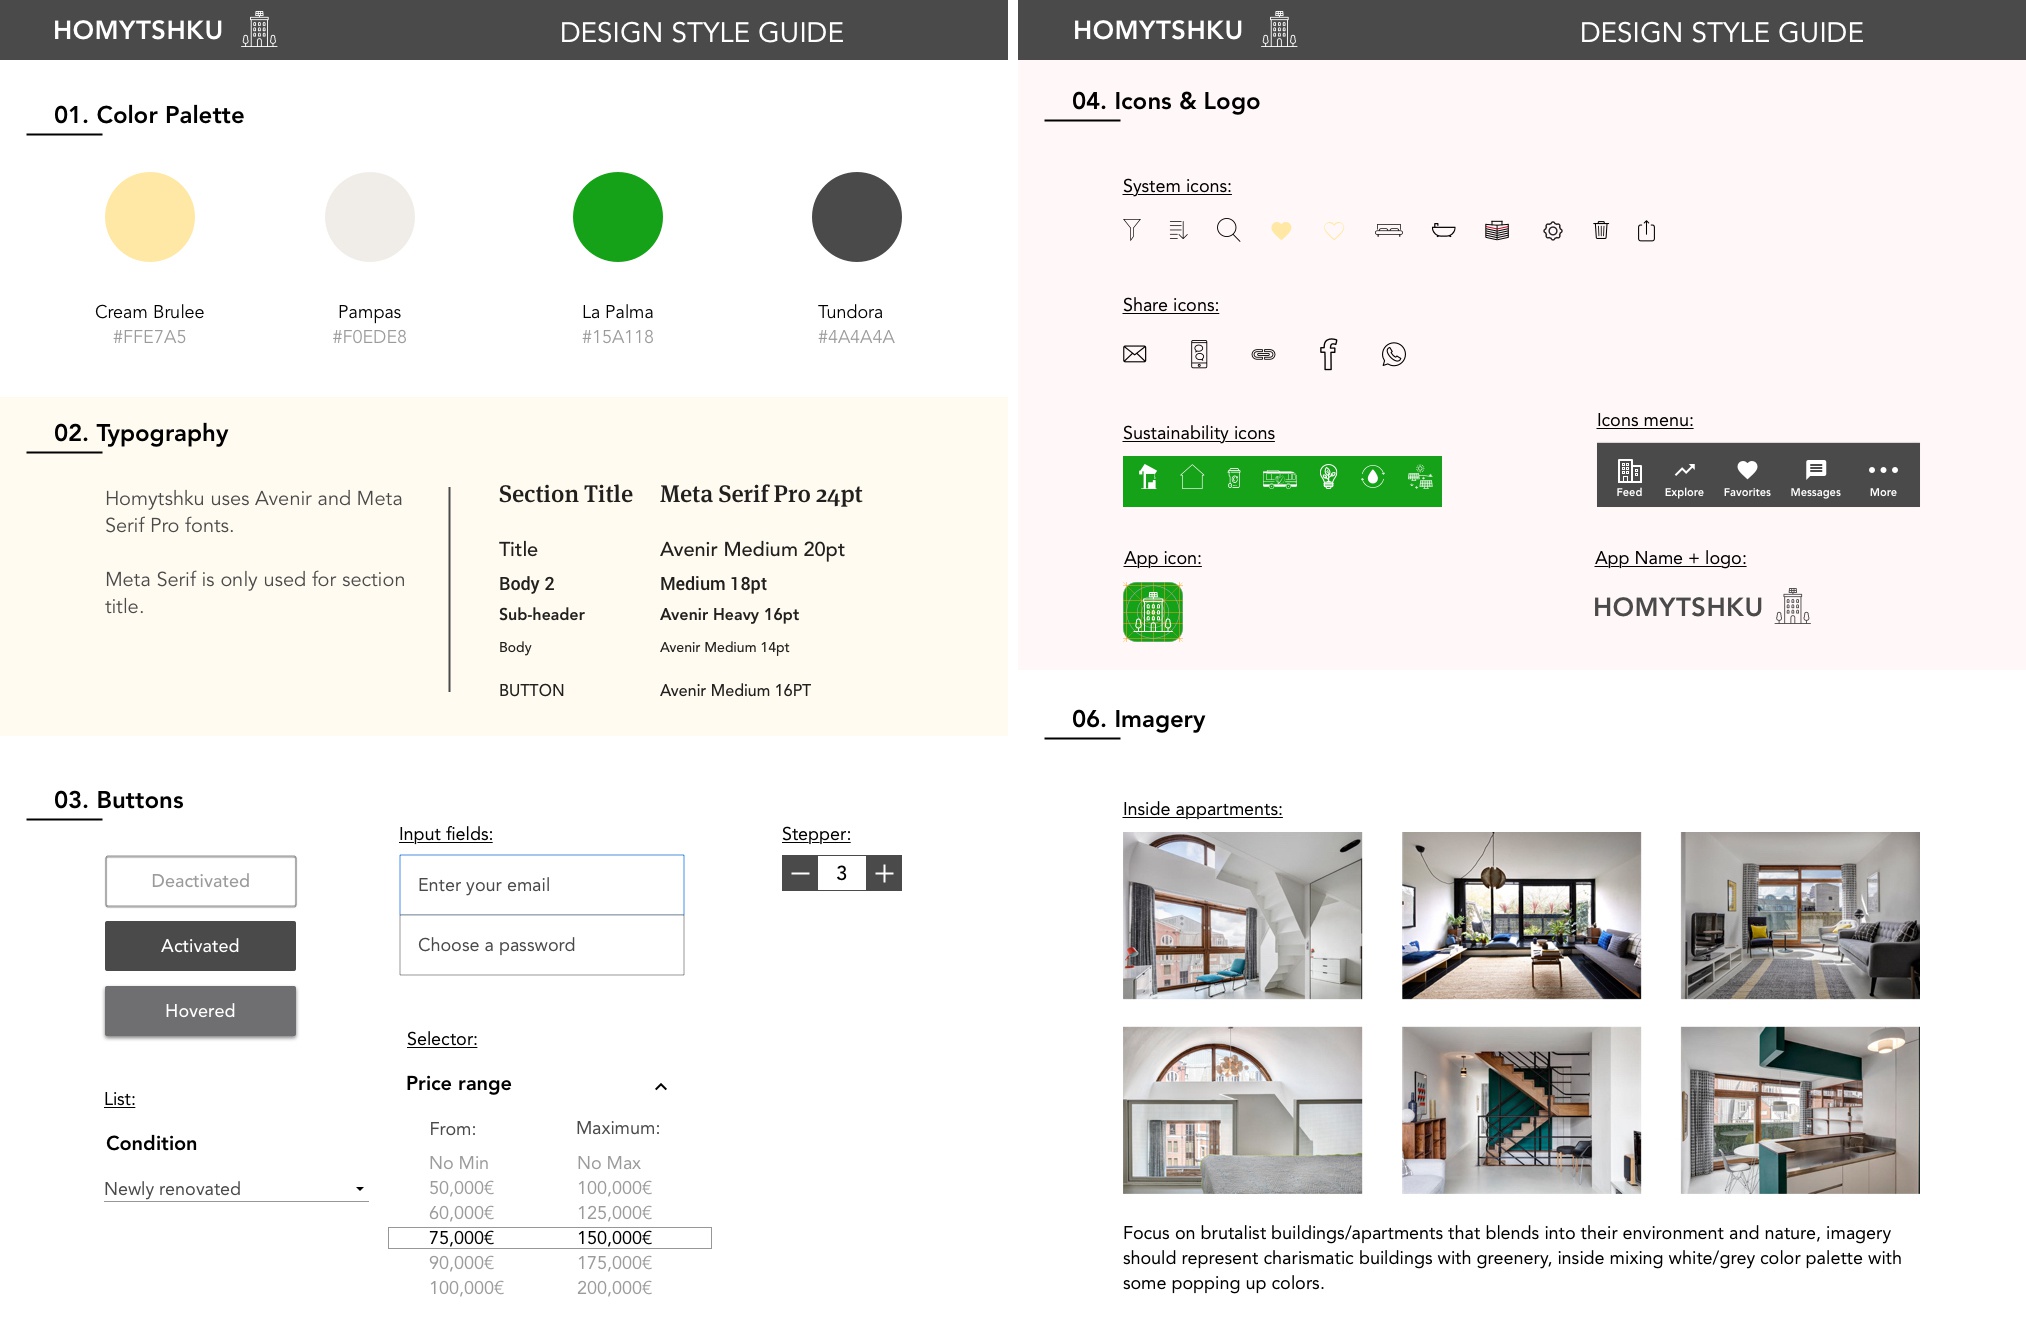 HOMYTSHKU
DESIGN STYLE GUIDE
01. Color Palette
Cream Brulee
#FFE7A5
Pampas
#F0EDE8
La Palma
#15A118
Tundora
#4A4A4A
02. Typography
Homytshku uses Avenir and Meta
Serif Pro fonts.
Meta Serif is only used for section
title.
Section Title Meta Serif Pro 24pt
Title Avenir Medium 20pt
Body 2 Medium 18pt
Sub-header Avenir Heavy 16pt
Body Avenir Medium 14pt
BUTTON Avenir Medium 16PT
03. Buttons
Deactivated
Activated
Hovered
List:
Condition
Newly renovated
Input fields:
Enter your email
Choose a password
Selector:
Price range
From: Maximum:
No Min No Max
50,000€ 100,000€
60,000€ 125,000€
75,000€ 150,000€
90,000€ 175,000€
100,000€ 200,000€
Stepper:
3
HOMYTSHKU
DESIGN STYLE GUIDE
04. Icons & Logo
System icons:
Share icons:
Sustainability icons
Icons menu:
Feed Explore Favorites Messages More
App icon:
App Name + logo:
HOMYTSHKU
06. Imagery
Inside appartments:
Focus on brutalist buildings/apartments that blends into their environment and nature, imagery
should represent charismatic buildings with greenery, inside mixing white/grey color palette with
some popping up colors.